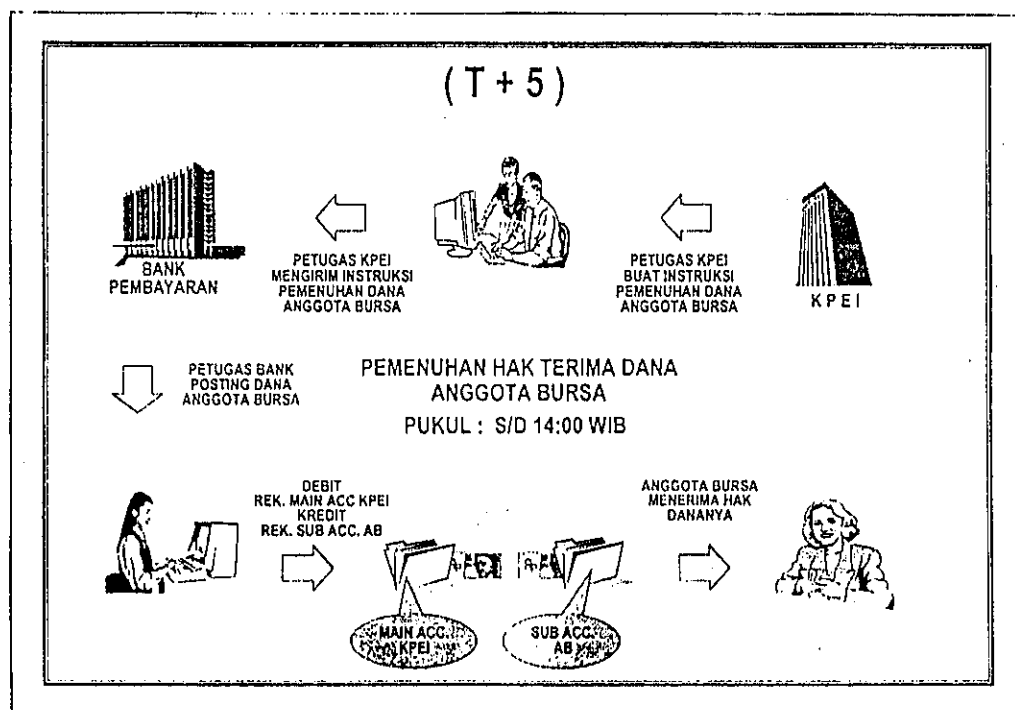 ( T + 5 )
BANK
PEMBAYARAN
PETUGAS KPEI
MENGIRIM INSTRUKSI
PEMENUHAN DANA
ANGGOTA BURSA
PETUGAS KPEI
BUAT INSTRUKSI
PEMENUHAN DANA
ANGGOTA BURSA
KPEI
PETUGAS BANK
POSTING DANA
ANGGOTA BURSA
PEMENUHAN HAK TERIMA DANA
ANGGOTA BURSA
PUKUL : S/D 14:00 WIB
DEBIT
REK. MAIN ACC KPEI
KREDIT
REK. SUB ACC. AB
ANGGOTA BURSA
MENERIMA HAK
DANANYA
MAIN ACC.
KPEI
SUB ACC.
AB